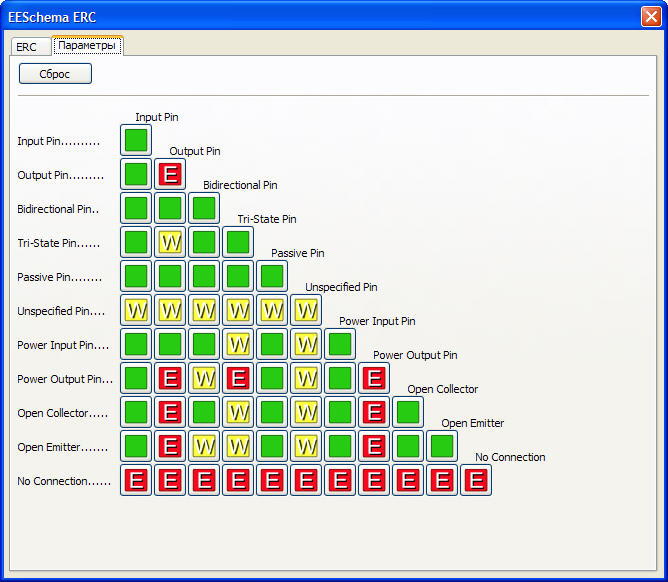 EESchema ERC
ERC Параметры
Сброс
Input Pin
Input Pin..........
Output Pin
Output Pin......... E
Bidirectional Pin
Bidirectional Pin..
Tri-State Pin
Tri-State Pin...... W
Passive Pin
Passive Pin........
Unspecified Pin
Unspecified Pin.... W W W W W W
Power Input Pin
Power Input Pin.... W W
Power Output Pin
Power Output Pin... E W E W E
Open Collector
Open Collector..... E W W E
Open Emitter
Open Emitter....... E W W W E
No Connection
No Connection...... E E E E E E E E E E E